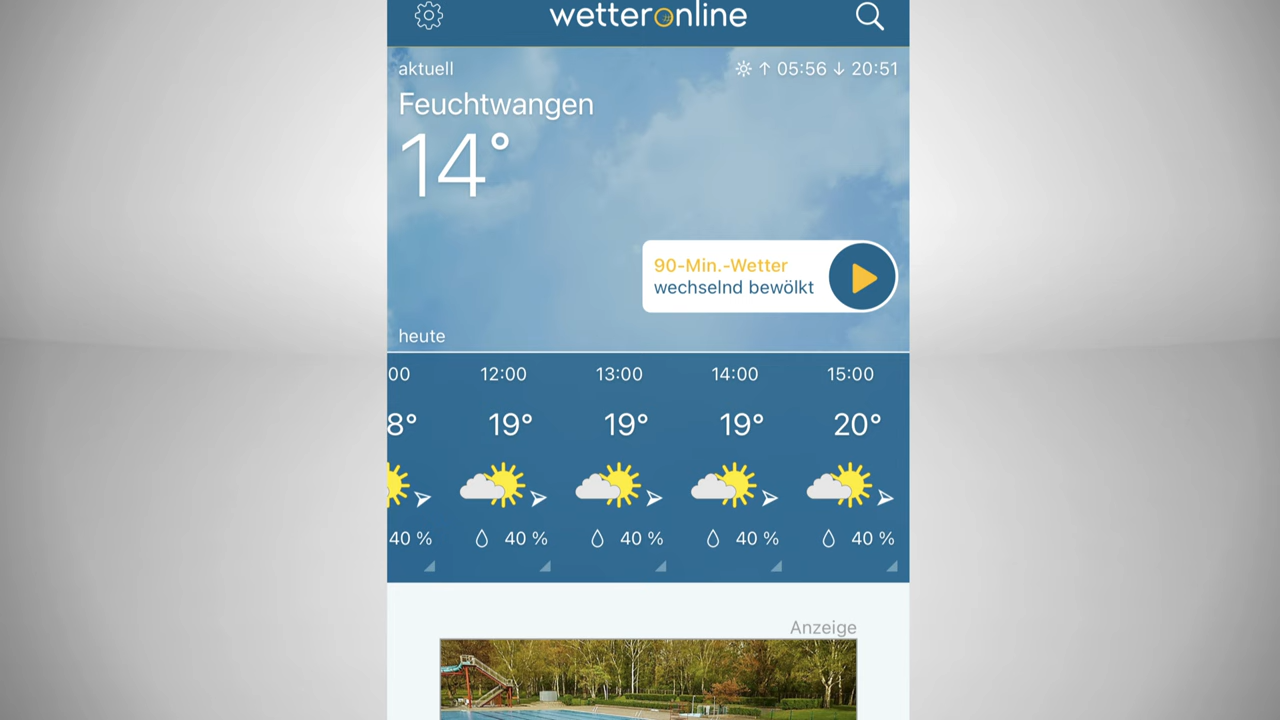 wetteronline
aktuell
↑ 05:56 ↓ 20:51
Feuchtwangen
14°
90-Min.-Wetter
wechselnd bewölkt
heute
00 12:00 13:00 14:00 15:00
8° 19° 19° 19° 20°
40 % 40 % 40 % 40 % 40 %
Anzeige